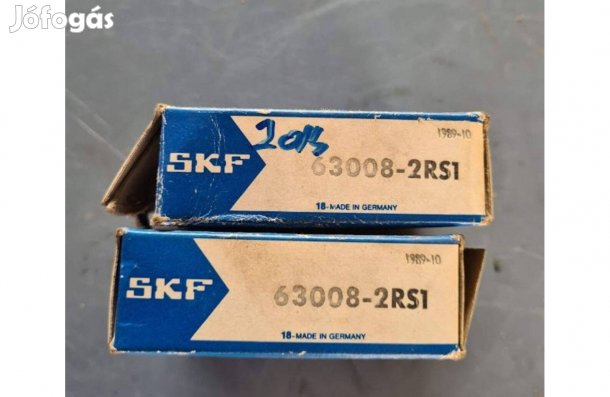 Jófogás
2013
1989-10
SKF
63008-2RS1
18-MADE IN GERMANY
1989-10
SKF
63008-2RS1
18-MADE IN GERMANY